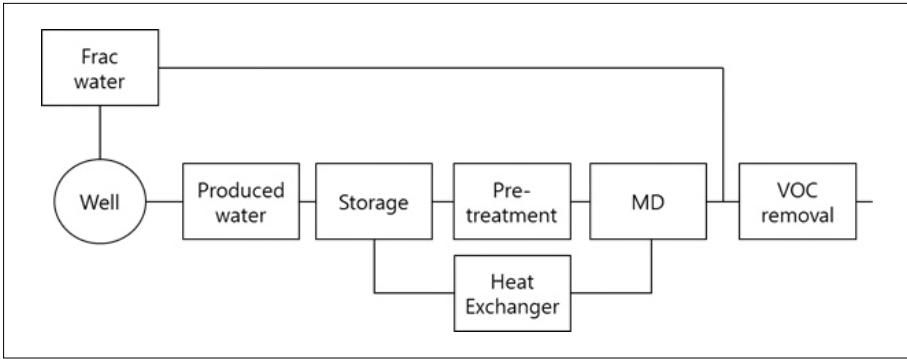 Frac
water
Well
Produced
water
Storage
Pre-
treatment
MD
VOC
removal
Heat
Exchanger